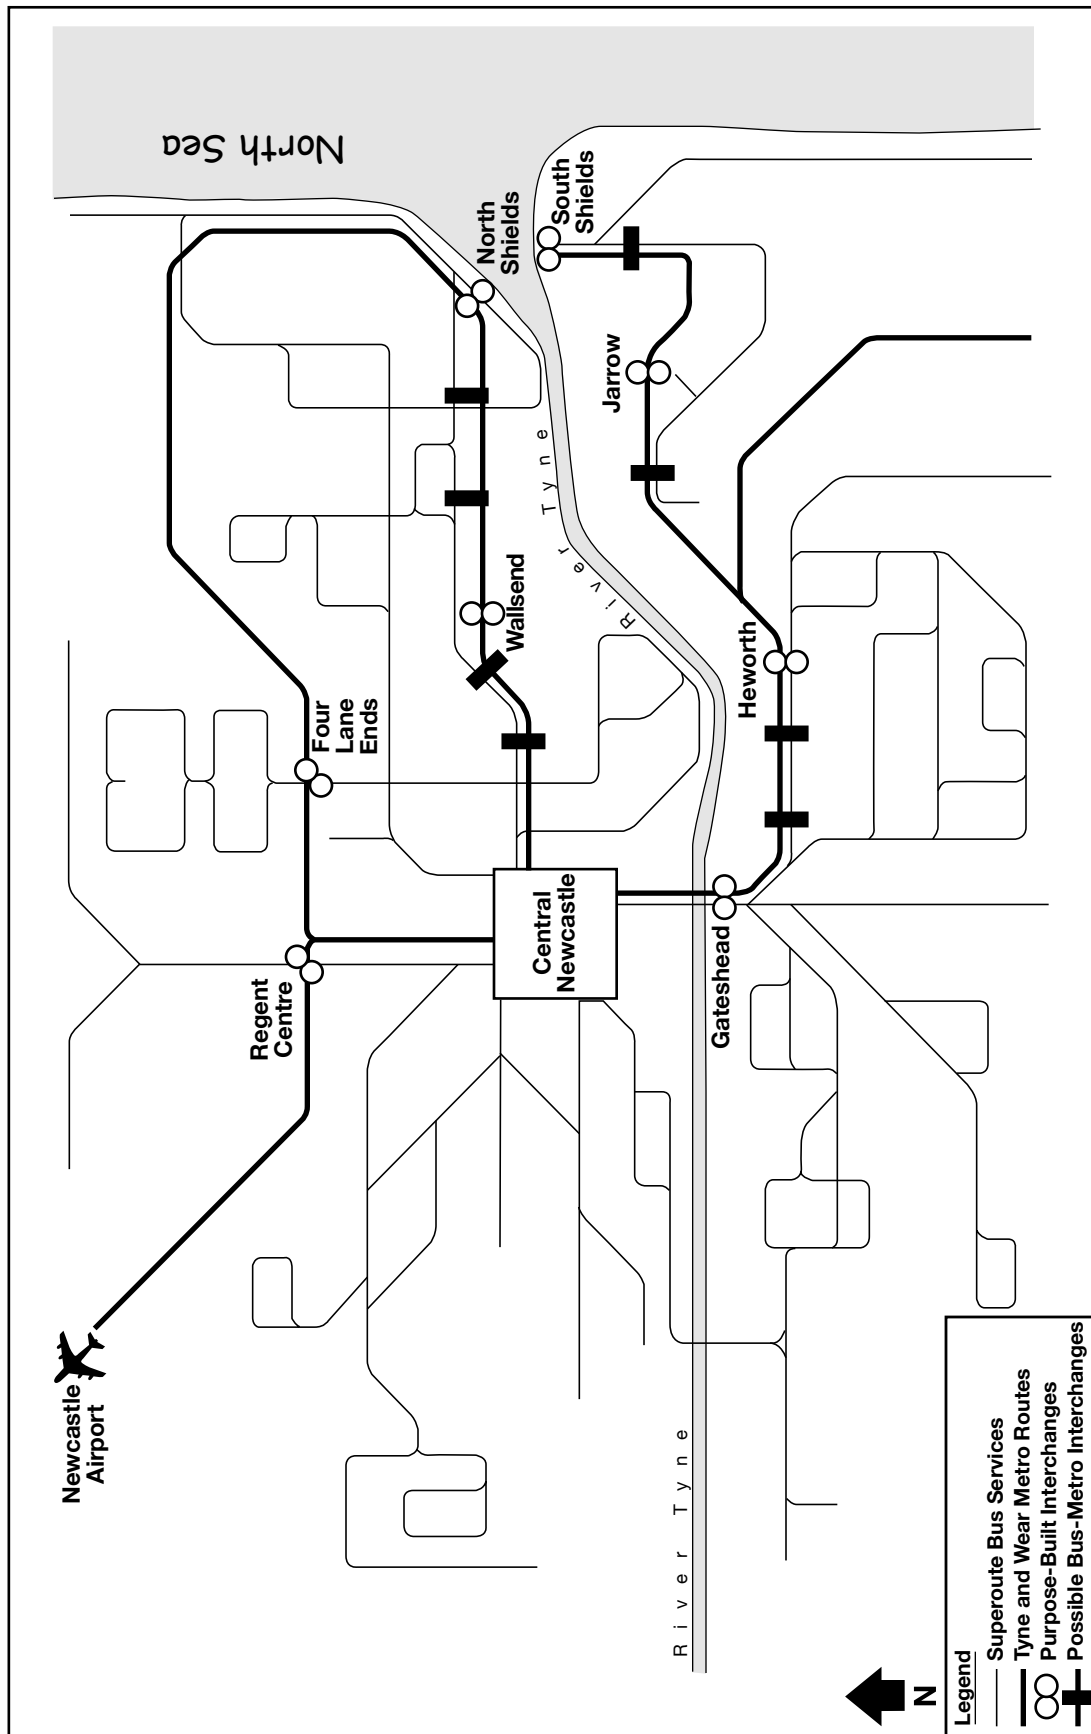 North Sea
Newcastle
Airport
Regent
Centre
Four
Lane
Ends
Central
Newcastle
Wallsend
North
Shields
South
Shields
River Tyne
River Tyne
Gateshead
Heworth
Jarrow
N
Legend
Superoute Bus Services
Tyne and Wear Metro Routes
Purpose-Built Interchanges
Possible Bus-Metro Interchanges